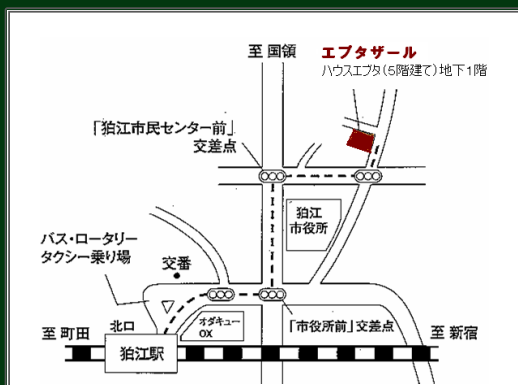 至 国領
エプタザール
ハウスエプタ(5階建て)地下1階
「狛江市民センター前」
交差点
狛江
市役所
バス・ロータリー
タクシー乗り場
交番
オダキュー
OX
「市役所前」交差点
至 町田
北口
狛江駅
至 新宿